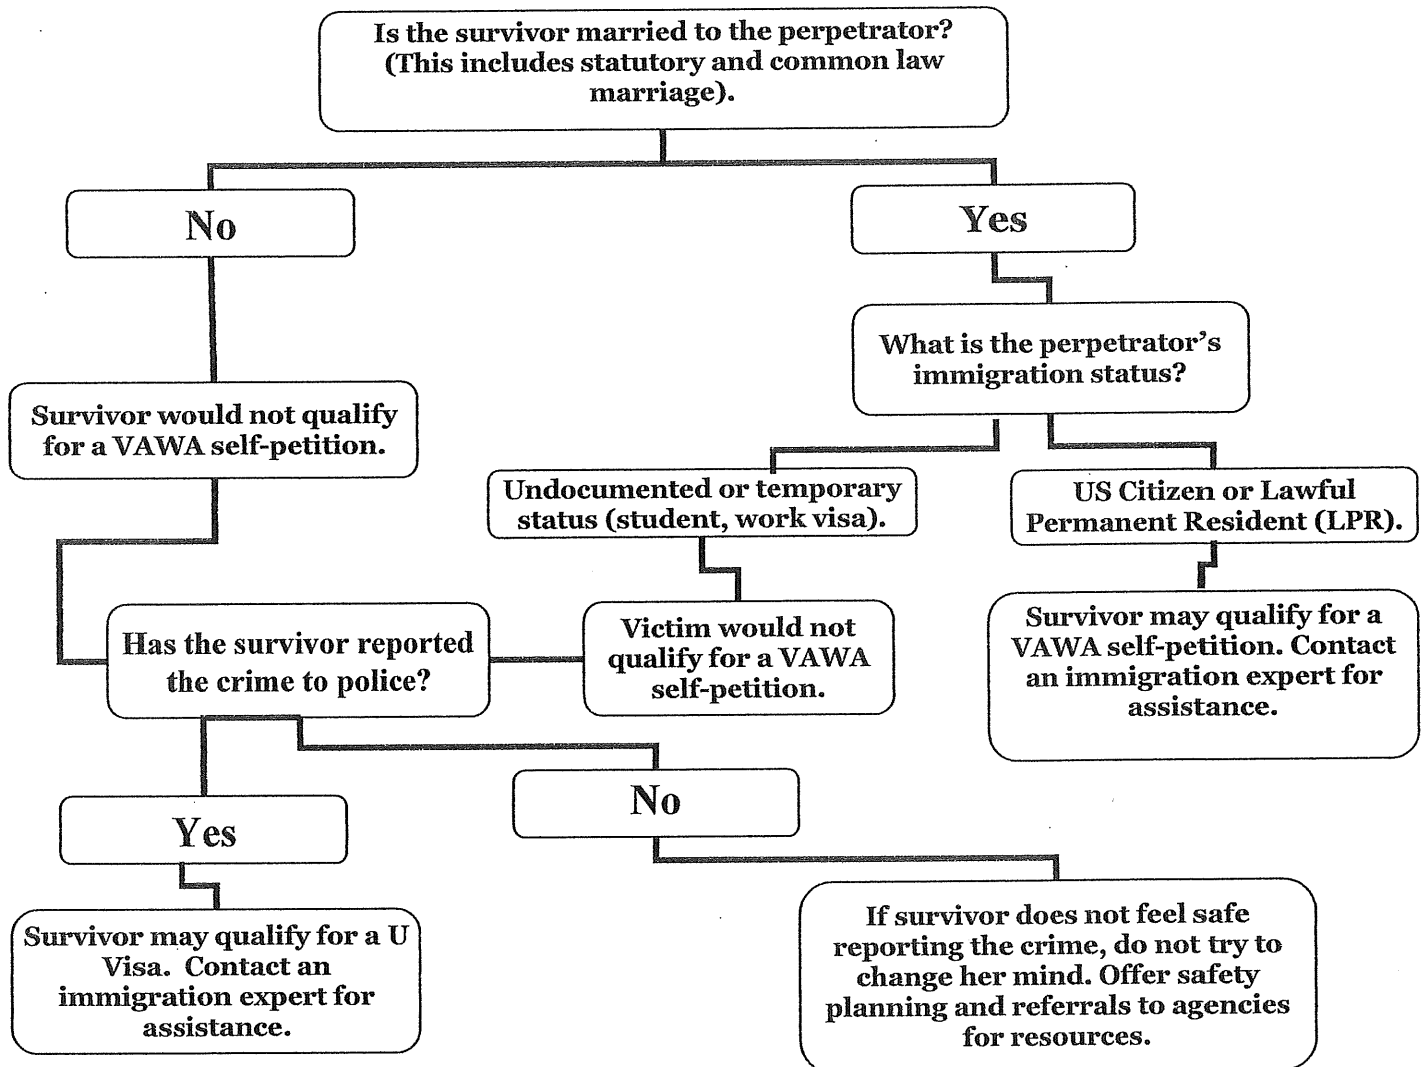 Is the survivor married to the perpetrator?
(This includes statutory and common law
marriage).
No
Yes
What is the perpetrator's
immigration status?
Survivor would not qualify
for a VAWA self-petition.
Undocumented or temporary
status (student, work visa).
US Citizen or Lawful
Permanent Resident (LPR).
Has the survivor reported
the crime to police?
Victim would not
qualify for a VAWA
self-petition.
Survivor may qualify for a
VAWA self-petition. Contact
an immigration expert for
assistance.
Yes
No
Survivor may qualify for a U
Visa.  Contact an
immigration expert for
assistance.
If survivor does not feel safe
reporting the crime, do not try to
change her mind. Offer safety
planning and referrals to agencies
for resources.